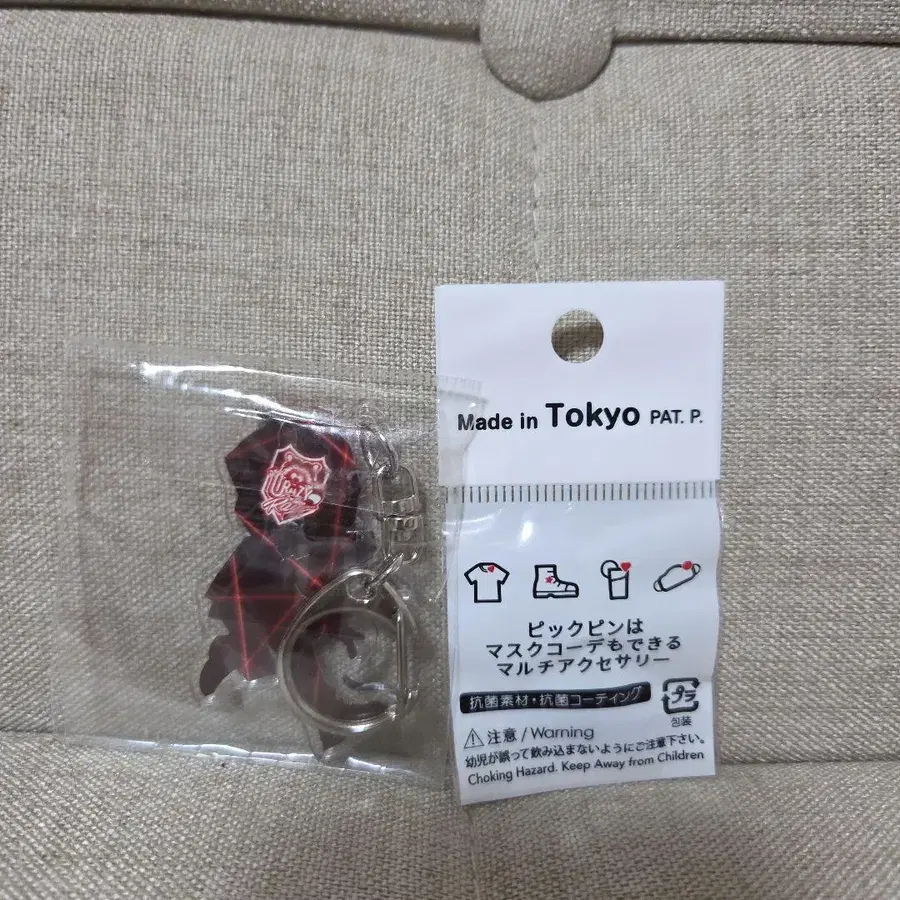 Made in Tokyo PAT. P.
ピックピンは
マスクコーデもできる
マルチアクセサリー
抗菌素材・抗菌コーティング
プラ
包装
注意 / Warning
幼児が誤って飲み込まないようにご注意下さい。
Choking Hazard. Keep Away from Children